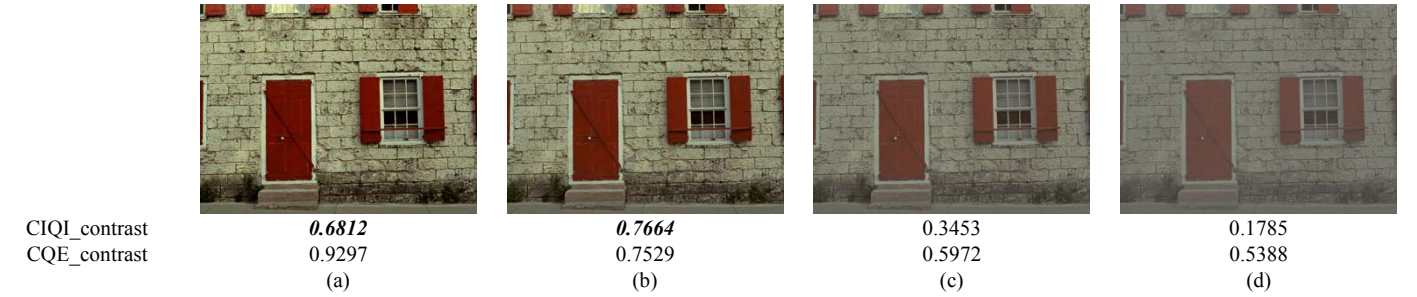 CIQI_contrast 0.6812 0.7664 0.3453 0.1785
CQE_contrast 0.9297 0.7529 0.5972 0.5388
(a) (b) (c) (d)